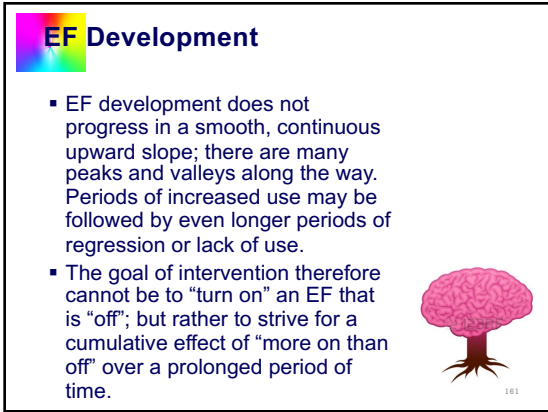 EF Development
▪ EF development does not
progress in a smooth, continuous
upward slope; there are many
peaks and valleys along the way.
Periods of increased use may be
followed by even longer periods of
regression or lack of use.
▪ The goal of intervention therefore
cannot be to “turn on” an EF that
is “off”; but rather to strive for a
cumulative effect of “more on than
off” over a prolonged period of
time.
161